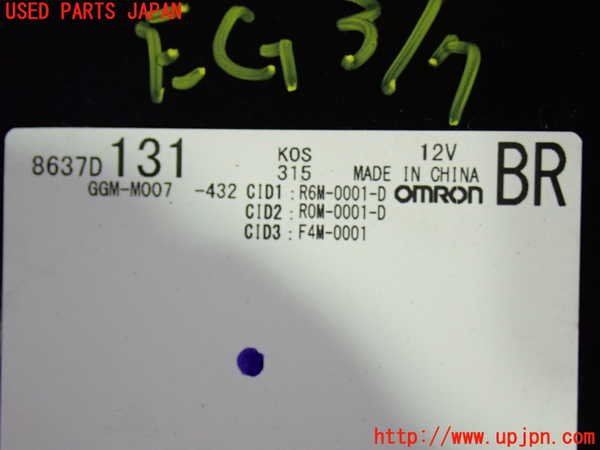 USED PARTS JAPAN
EG3/7
8637D 131 KOS 12V BR
315 MADE IN CHINA
GGM-M007 -432 CID1 : R6M-0001-D OMRON
CID2 : R0M-0001-D
CID3 : F4M-0001
http://www.upjpn.com/